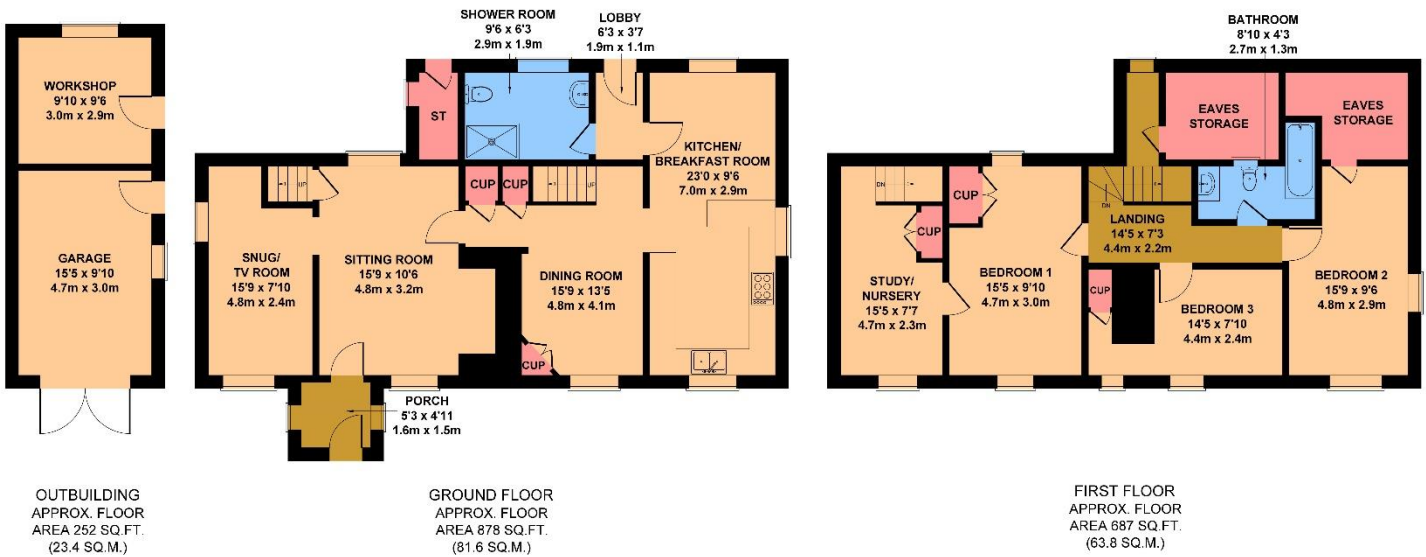 WORKSHOP
9'10 x 9'6
3.0m x 2.9m
GARAGE
15'5 x 9'10
4.7m x 3.0m
OUTBUILDING
APPROX. FLOOR
AREA 252 SQ.FT.
(23.4 SQ.M.)
SHOWER ROOM
9'6 x 6'3
2.9m x 1.9m
LOBBY
6'3 x 3'7
1.9m x 1.1m
ST
KITCHEN/
BREAKFAST ROOM
23'0 x 9'6
7.0m x 2.9m
UP
CUP
CUP
UP
SNUG/
TV ROOM
15'9 x 7'10
4.8m x 2.4m
SITTING ROOM
15'9 x 10'6
4.8m x 3.2m
DINING ROOM
15'9 x 13'5
4.8m x 4.1m
CUP
PORCH
5'3 x 4'11
1.6m x 1.5m
GROUND FLOOR
APPROX. FLOOR
AREA 878 SQ.FT.
(81.6 SQ.M.)
BATHROOM
8'10 x 4'3
2.7m x 1.3m
EAVES
STORAGE
EAVES
STORAGE
DN
CUP
CUP
DN
LANDING
14'5 x 7'3
4.4m x 2.2m
STUDY/
NURSERY
15'5 x 7'7
4.7m x 2.3m
BEDROOM 1
15'5 x 9'10
4.7m x 3.0m
CUP
BEDROOM 3
14'5 x 7'10
4.4m x 2.4m
BEDROOM 2
15'9 x 9'6
4.8m x 2.9m
FIRST FLOOR
APPROX. FLOOR
AREA 687 SQ.FT.
(63.8 SQ.M.)